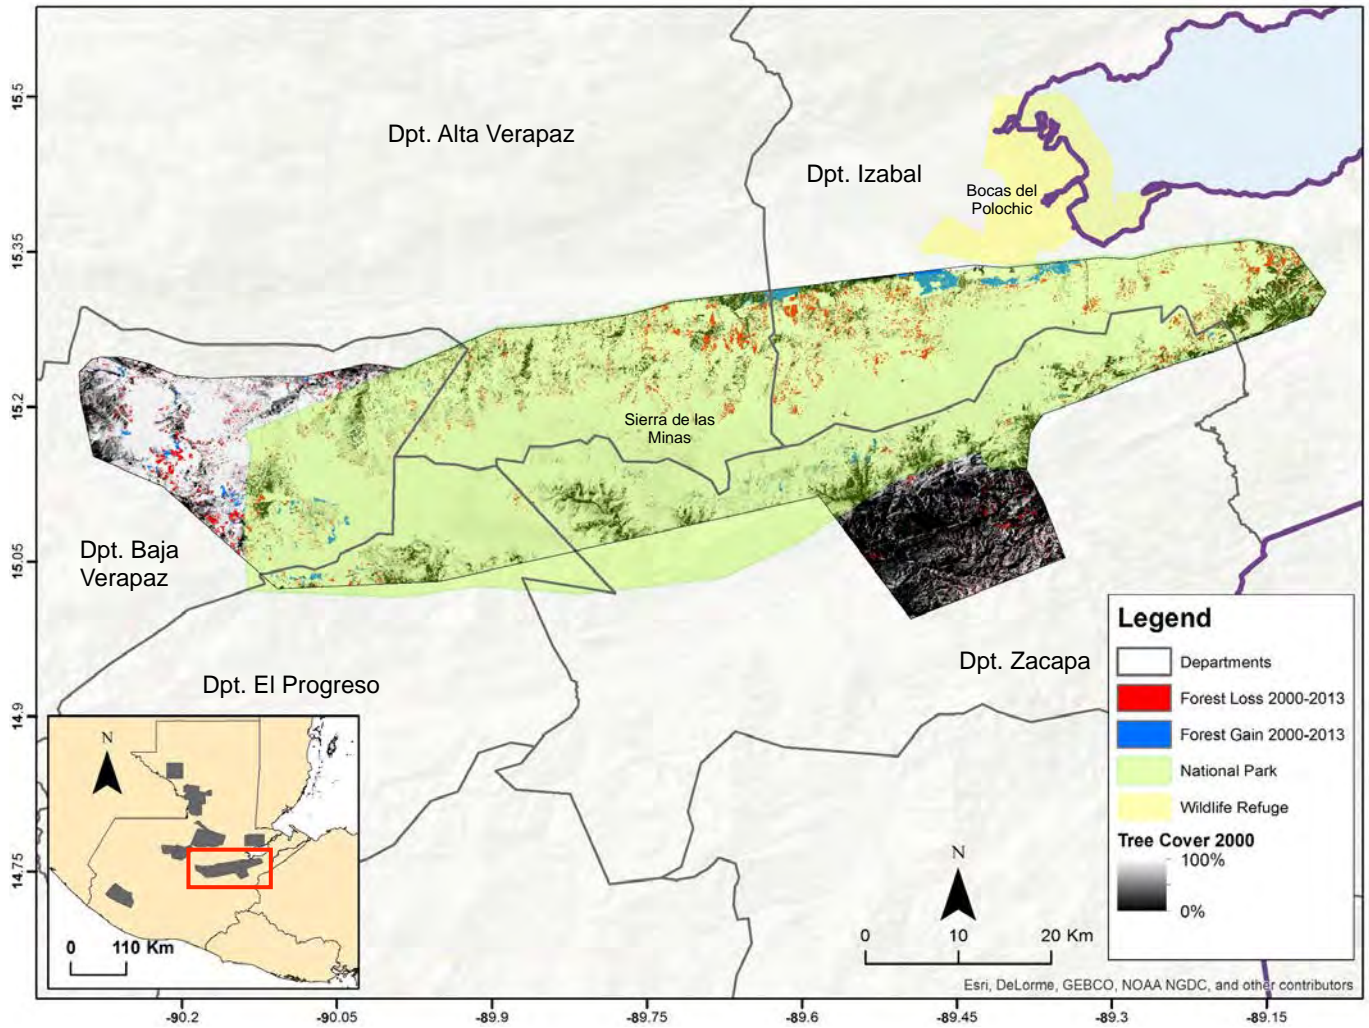 Dpt. Alta Verapaz
Dpt. Izabal
Bocas del
Polochic
Sierra de las
Minas
Dpt. Baja
Verapaz
Dpt. El Progreso
Dpt. Zacapa
15.5
15.35
15.2
15.05
14.9
14.75
-90.2
-90.05
-89.9
-89.75
-89.6
-89.45
-89.3
-89.15
N
0 110 Km
N
0 10 20 Km
Legend
Departments
Forest Loss 2000-2013
Forest Gain 2000-2013
National Park
Wildlife Refuge
Tree Cover 2000
100%
0%
Esri, DeLorme, GEBCO, NOAA NGDC, and other contributors